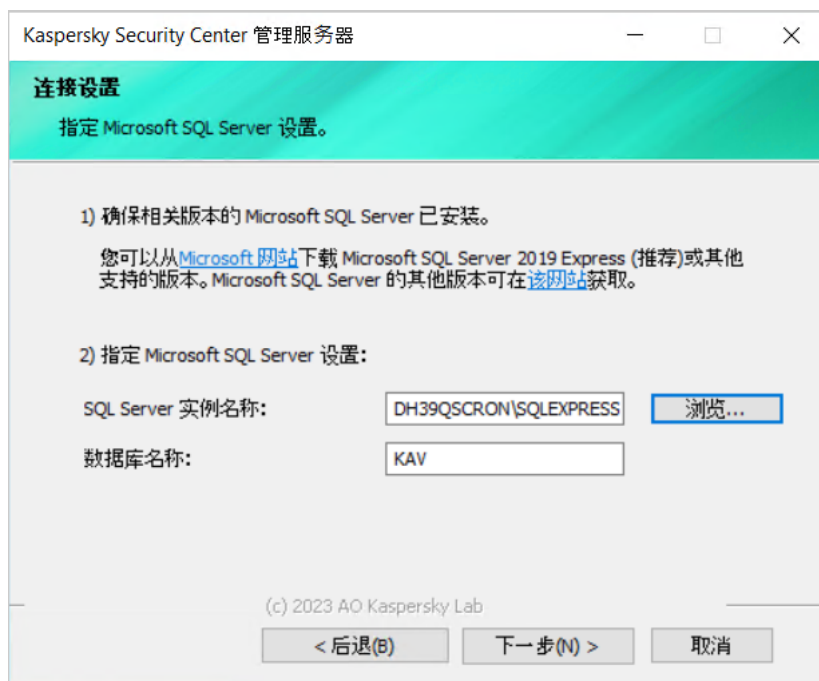 Kaspersky Security Center 管理服务器
连接设置
指定 Microsoft SQL Server 设置。
1) 确保相关版本的 Microsoft SQL Server 已安装。
您可以从Microsoft 网站下载 Microsoft SQL Server 2019 Express (推荐)或其他
支持的版本。Microsoft SQL Server 的其他版本可在该网站获取。
2) 指定 Microsoft SQL Server 设置:
SQL Server 实例名称: DH39QSCRON\SQLEXPRESS 浏览...
数据库名称: KAV
(c) 2023 AO Kaspersky Lab
< 后退(B) 下一步(N) > 取消